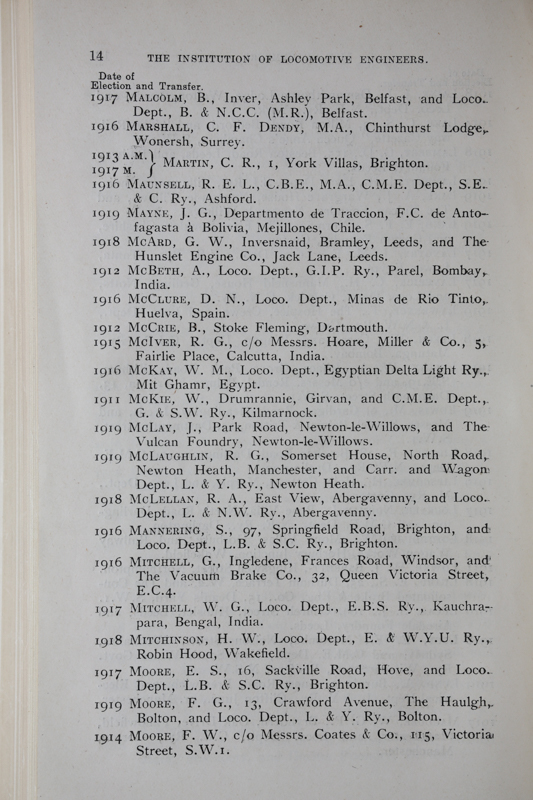 14 THE INSTITUTION OF LOCOMOTIVE ENGINEERS.
Date of
Election and Transfer.
1917 MALCOLM, B., Inver, Ashley Park, Belfast, and Loco.
Dept., B. & N.C.C. (M.R.), Belfast.
1916 MARSHALL, C. F. DENDY, M.A., Chinthurst Lodge,
Wonersh, Surrey.
1913 A.M. }
1917 M. } MARTIN, C. R., 1, York Villas, Brighton.
1916 MAUNSELL, R. E. L., C.B.E., M.A., C.M.E. Dept., S.E.
& C. Ry., Ashford.
1919 MAYNE, J. G., Departmento de Traccion, F.C. de Anto-
fagasta à Bolivia, Mejillones, Chile.
1918 MCARD, G. W., Inversnaid, Bramley, Leeds, and The
Hunslet Engine Co., Jack Lane, Leeds.
1912 MCBETH, A., Loco. Dept., G.I.P. Ry., Parel, Bombay,
India.
1916 MCCLURE, D. N., Loco. Dept., Minas de Rio Tinto,
Huelva, Spain.
1912 MCCRIE, B., Stoke Fleming, Dartmouth.
1915 MCIVER, R. G., c/o Messrs. Hoare, Miller & Co., 5,
Fairlie Place, Calcutta, India.
1916 MCKAY, W. M., Loco. Dept., Egyptian Delta Light Ry.,
Mit Ghamr, Egypt.
1911 MCKIE, W., Drumrannie, Girvan, and C.M.E. Dept.,
G. & S.W. Ry., Kilmarnock.
1919 MCLAY, J., Park Road, Newton-le-Willows, and The
Vulcan Foundry, Newton-le-Willows.
1919 MCLAUGHLIN, R. G., Somerset House, North Road,
Newton Heath, Manchester, and Carr. and Wagon
Dept., L. & Y. Ry., Newton Heath.
1918 MCLELLAN, R. A., East View, Abergavenny, and Loco.
Dept., L. & N.W. Ry., Abergavenny.
1916 MANNERING, S., 97, Springfield Road, Brighton, and
Loco. Dept., L.B. & S.C. Ry., Brighton.
1916 MITCHELL, G., Ingledene, Frances Road, Windsor, and
The Vacuum Brake Co., 32, Queen Victoria Street,
E.C.4.
1917 MITCHELL, W. G., Loco. Dept., E.B.S. Ry., Kauchra-
para, Bengal, India.
1918 MITCHINSON, H. W., Loco. Dept., E. & W.Y.U. Ry.,
Robin Hood, Wakefield.
1917 MOORE, E. S., 16, Sackville Road, Hove, and Loco.
Dept., L.B. & S.C. Ry., Brighton.
1919 MOORE, F. G., 13, Crawford Avenue, The Haulgh,
Bolton, and Loco. Dept., L. & Y. Ry., Bolton.
1914 MOORE, F. W., c/o Messrs. Coates & Co., 115, Victoria
Street, S.W.1.